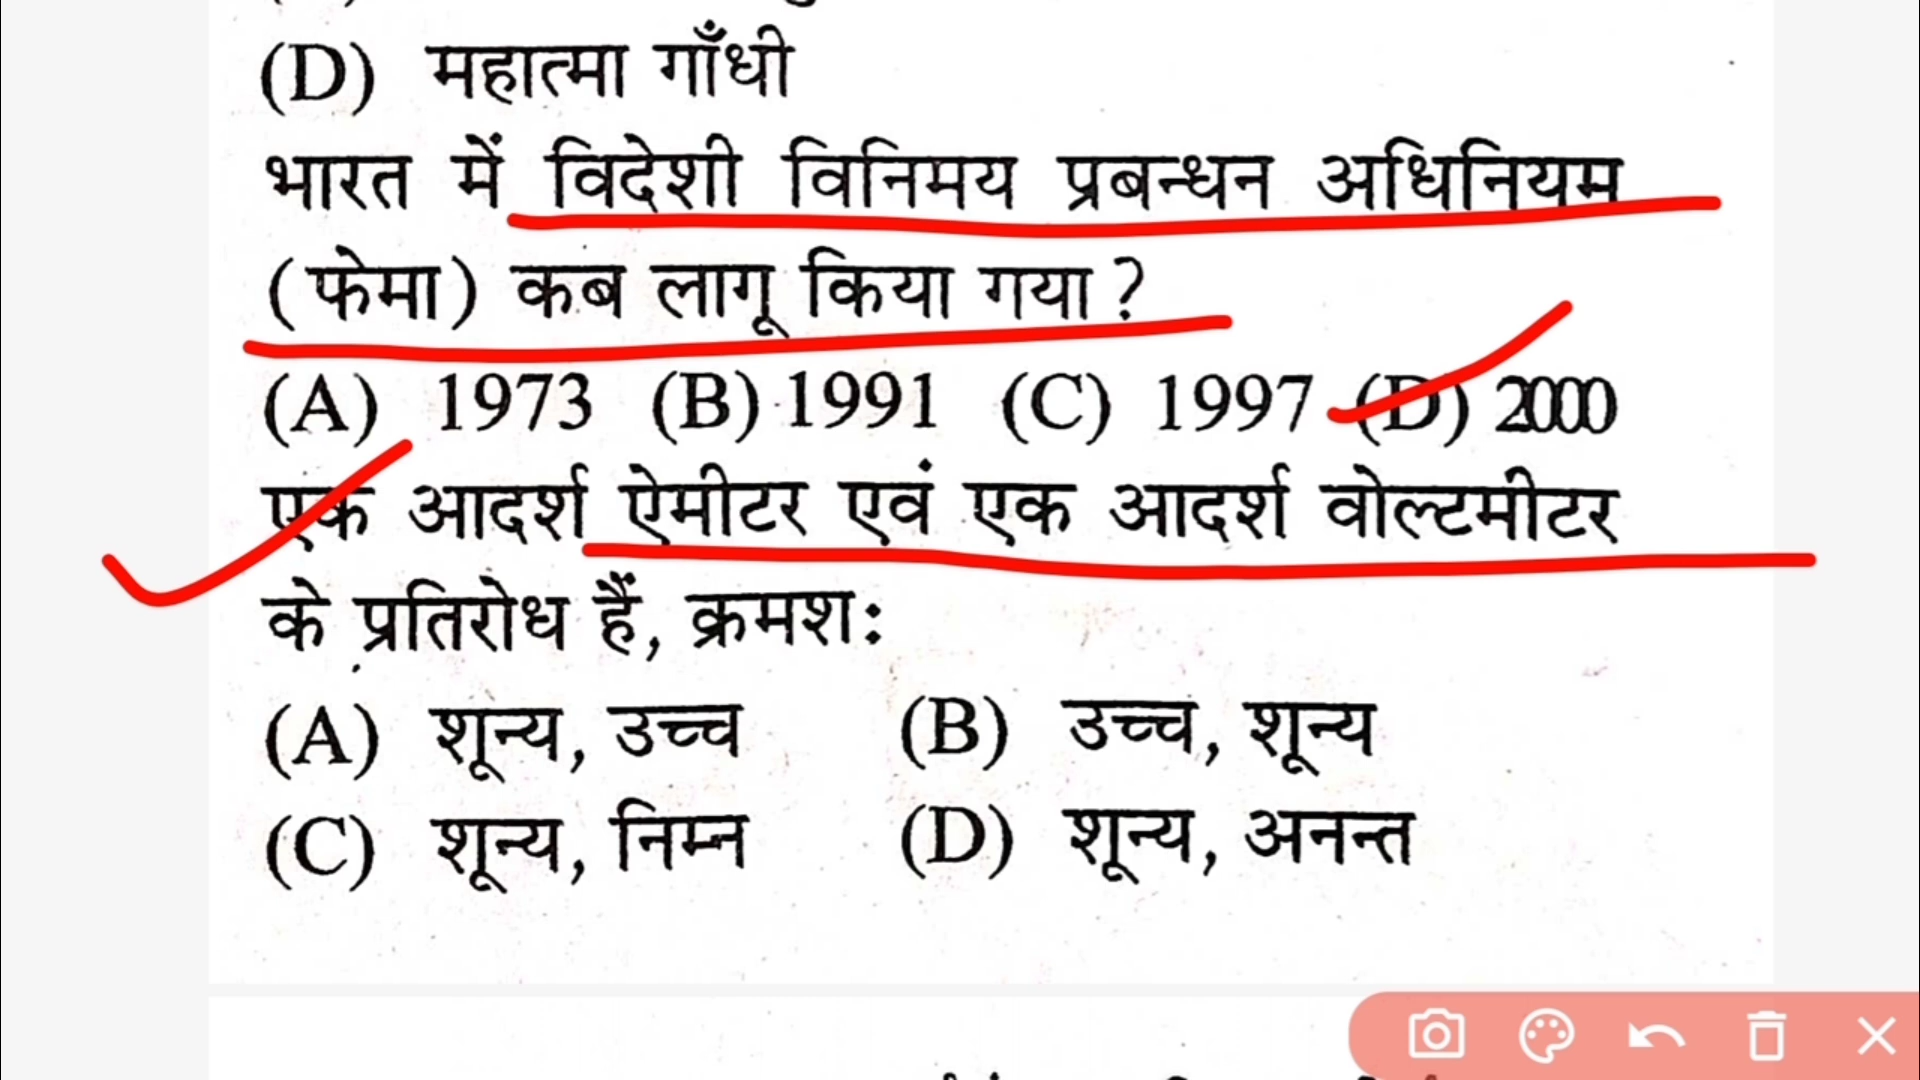 (D) महात्मा गाँधी
भारत में विदेशी विनिमय प्रबन्धन अधिनियम
(फेमा) कब लागू किया गया?
(A) 1973 (B) 1991 (C) 1997 (D) 2000
एक आदर्श ऐमीटर एवं एक आदर्श वोल्टमीटर
के प्रतिरोध हैं, क्रमशः
(A) शून्य, उच्च (B) उच्च, शून्य
(C) शून्य, निम्न (D) शून्य, अनन्त